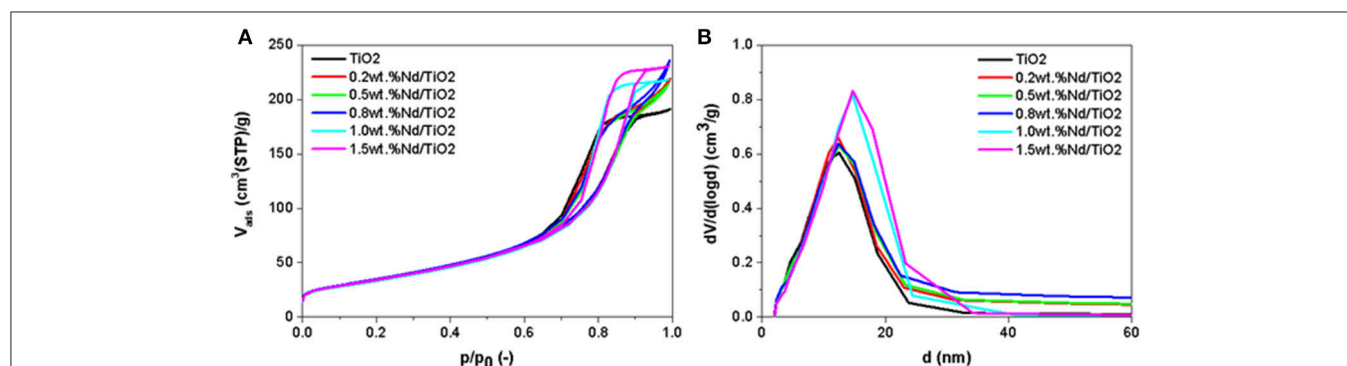 A
250
200
150
100
50
0
V_ads (cm³(STP)/g)
TiO2
0.2wt.%Nd/TiO2
0.5wt.%Nd/TiO2
0.8wt.%Nd/TiO2
1.0wt.%Nd/TiO2
1.5wt.%Nd/TiO2
0.0 0.2 0.4 0.6 0.8 1.0
p/p₀ (-)
B
1.0
0.8
0.6
0.4
0.2
0.0
dV/d(logd) (cm³/g)
TiO2
0.2wt.%Nd/TiO2
0.5wt.%Nd/TiO2
0.8wt.%Nd/TiO2
1.0wt.%Nd/TiO2
1.5wt.%Nd/TiO2
0 20 40 60
d (nm)